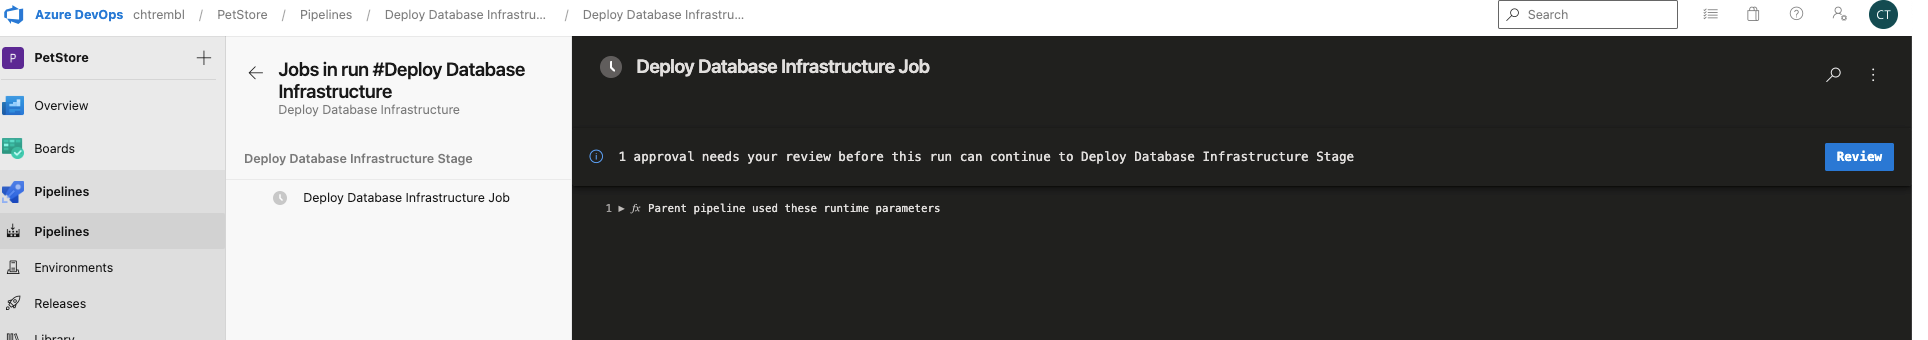 Azure DevOps chtrembl / PetStore / Pipelines / Deploy Database Infrastru... / Deploy Database Infrastru...
Search
CT
P PetStore
Overview
Boards
Pipelines
Pipelines
Environments
Releases
Library
Jobs in run #Deploy Database
Infrastructure
Deploy Database Infrastructure
Deploy Database Infrastructure Stage
Deploy Database Infrastructure Job
Deploy Database Infrastructure Job
1 approval needs your review before this run can continue to Deploy Database Infrastructure Stage
Review
1 ▶ fx Parent pipeline used these runtime parameters